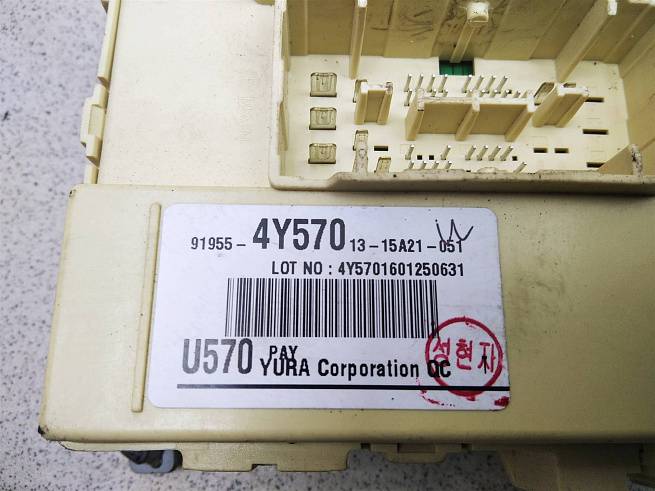 91955- 4Y570 13-15A21-051
LOT NO : 4Y5701601250631
U570 PAY
YURA Corporation QC
성현자